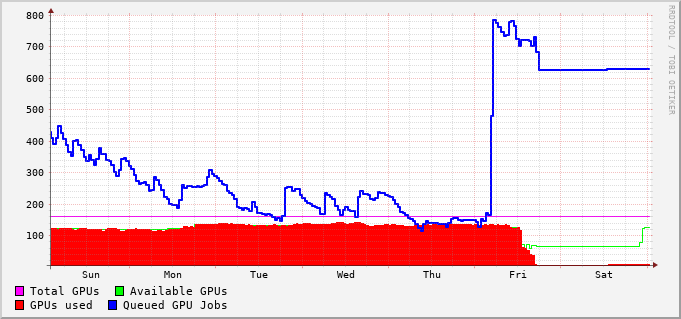 800
700
600
500
400
300
200
100
Sun Mon Tue Wed Thu Fri Sat
Total GPUs Available GPUs
GPUs used Queued GPU Jobs
RRDTOOL / TOBI OETIKER